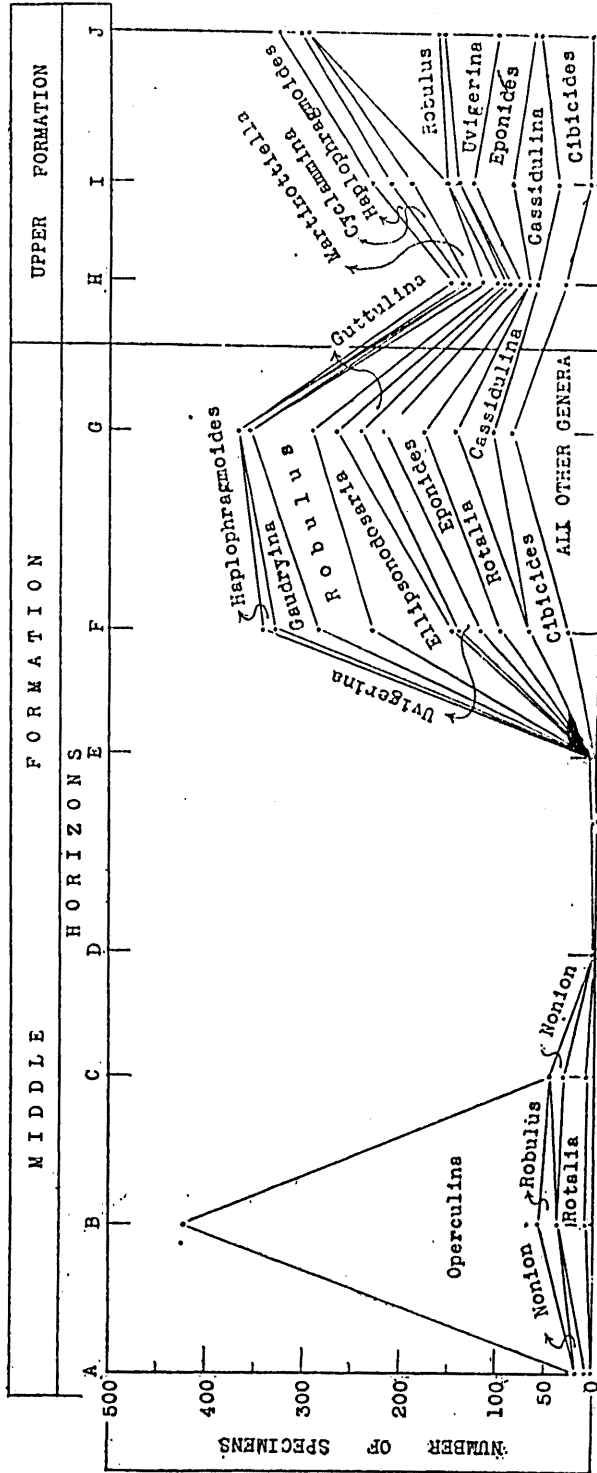 MIDDLE FORMATION
UPPER FORMATION
HORIZONS
A B C D E F G H I J
NUMBER OF SPECIMENS
500
400
300
200
100
50
0
Operculina
Nonion
Robulus
Rotalia
Nonion
Haplophragmoides
Gaudryina
Robulus
Ellipsonodosaria
Uvigerina
Eponides
Rotalia
Cibicides
Cassidulina
ALL OTHER GENERA
Guttulina
Martinottiella
Cyclammina
Haplophragmoides
Robulus
Uvigerina
Eponides
Cassidulina
Cibicides